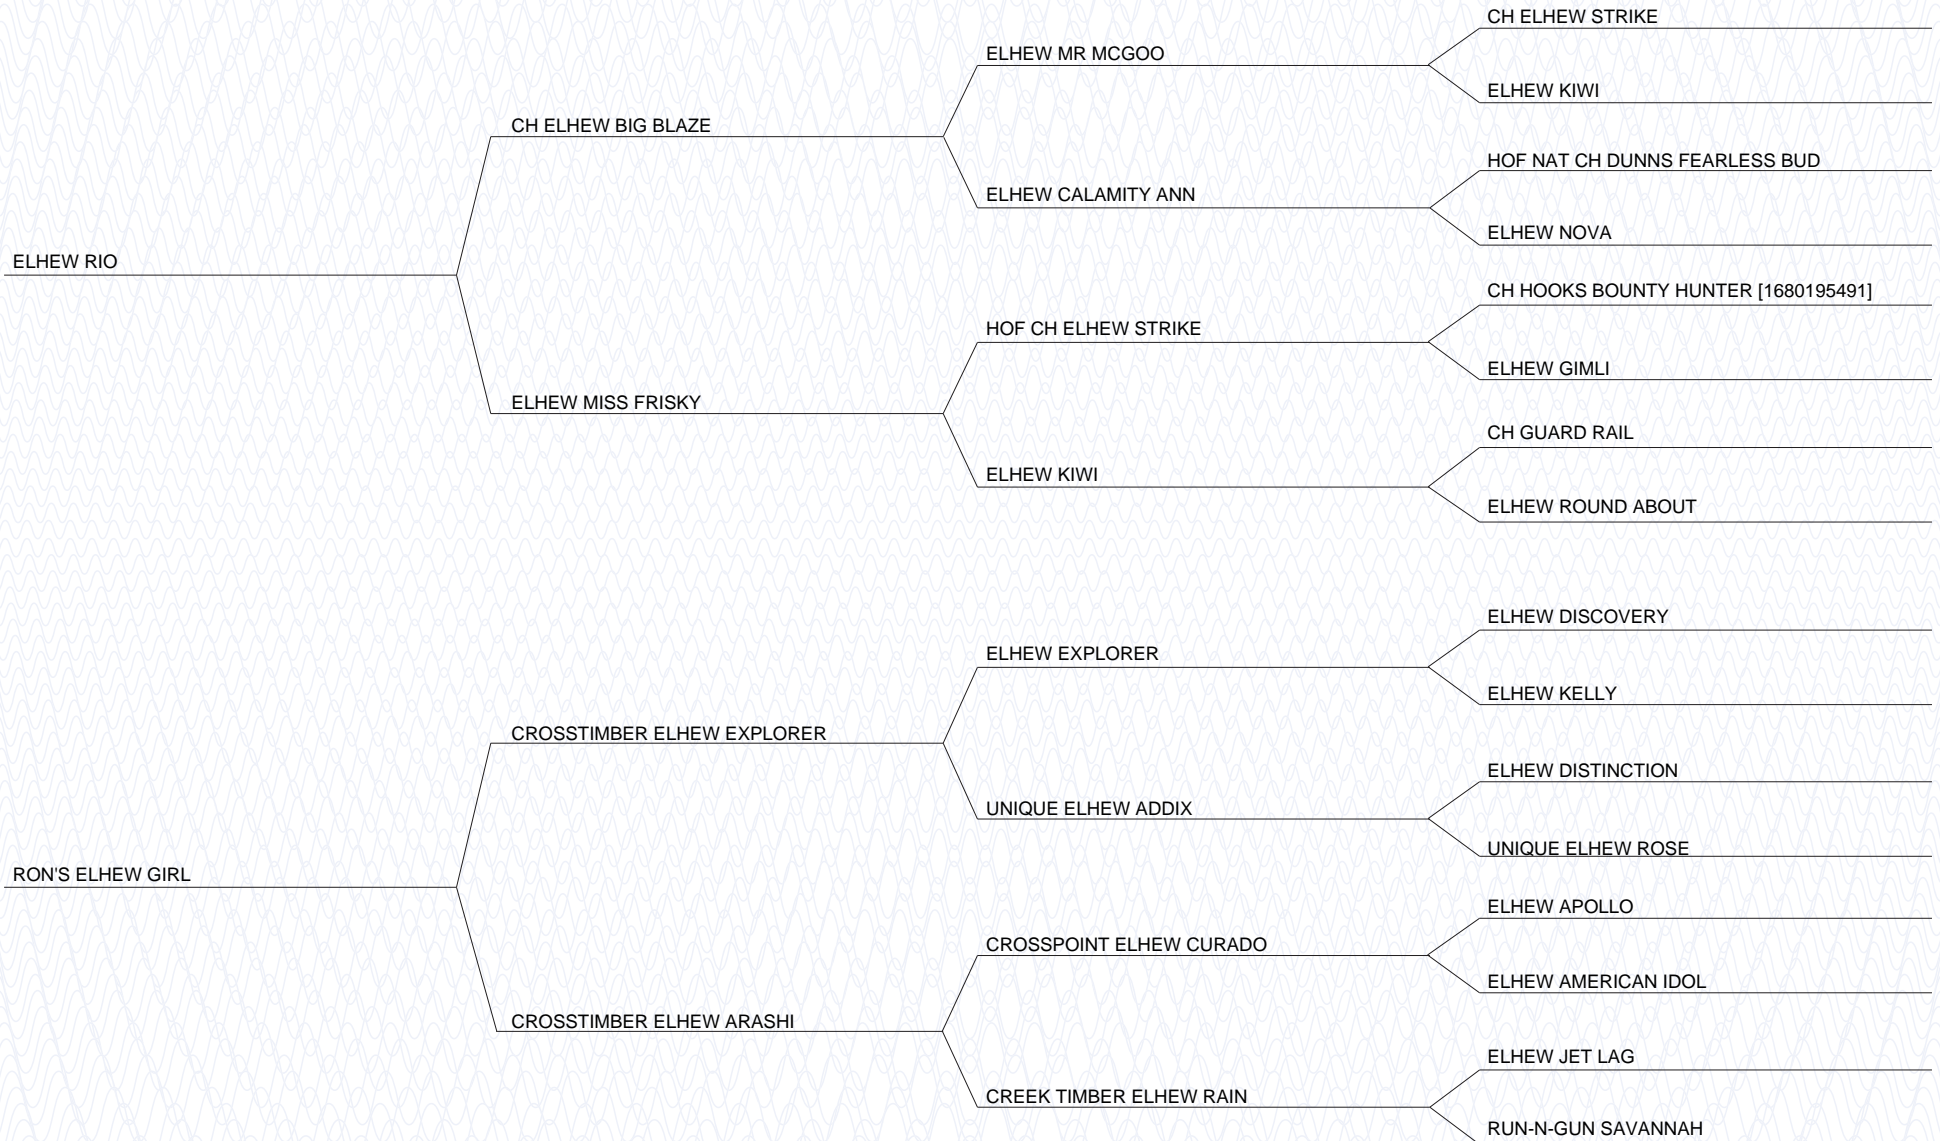 CH ELHEW STRIKE
ELHEW MR MCGOO
ELHEW KIWI
CH ELHEW BIG BLAZE
HOF NAT CH DUNNS FEARLESS BUD
ELHEW CALAMITY ANN
ELHEW NOVA
ELHEW RIO
CH HOOKS BOUNTY HUNTER [1680195491]
HOF CH ELHEW STRIKE
ELHEW GIMLI
ELHEW MISS FRISKY
CH GUARD RAIL
ELHEW KIWI
ELHEW ROUND ABOUT
ELHEW DISCOVERY
ELHEW EXPLORER
ELHEW KELLY
CROSSTIMBER ELHEW EXPLORER
ELHEW DISTINCTION
UNIQUE ELHEW ADDIX
UNIQUE ELHEW ROSE
RON'S ELHEW GIRL
ELHEW APOLLO
CROSSPOINT ELHEW CURADO
ELHEW AMERICAN IDOL
CROSSTIMBER ELHEW ARASHI
ELHEW JET LAG
CREEK TIMBER ELHEW RAIN
RUN-N-GUN SAVANNAH